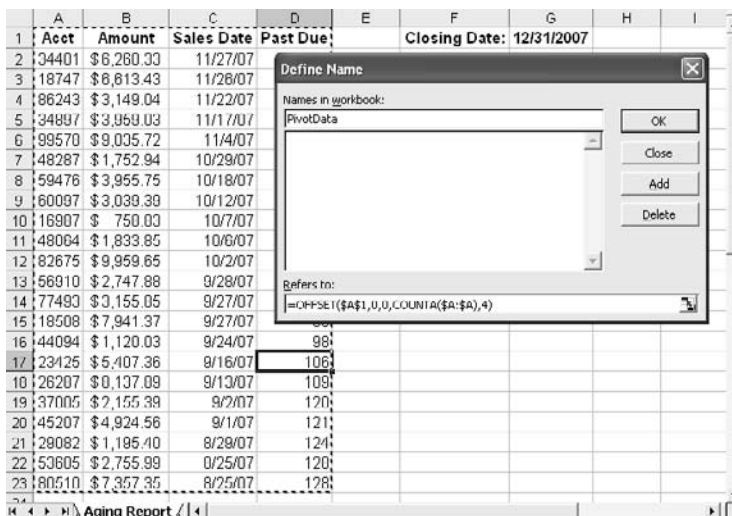 A B C D E F G H I
1 Acct Amount Sales Date Past Due Closing Date: 12/31/2007
2 34401 $6,260.33 11/27/07
3 18747 $6,613.43 11/26/07
4 86243 $3,149.04 11/22/07
5 34897 $3,959.03 11/17/07
6 99570 $9,035.72 11/4/07
7 48287 $1,752.94 10/29/07
8 59476 $3,955.75 10/18/07
9 60097 $3,039.39 10/12/07
10 16907 $ 750.03 10/7/07
11 48064 $1,833.85 10/6/07
12 82675 $9,959.65 10/2/07
13 56910 $2,747.88 9/28/07
14 77493 $3,155.05 9/27/07
15 18508 $7,941.37 9/27/07
16 44094 $1,120.03 9/24/07 98
17 23425 $5,407.36 9/16/07 106
18 26207 9/13/07 109
19 37005 $2,155.39 9/2/07 120
20 45207 $4,924.56 9/1/07 121
21 29082 $1,195.40 8/29/07 124
22 53605 $2,755.99
23 80510 $7,357.35 8/25/07 128
Aging Report
Define Name
Names in workbook:
PivotData
OK
Close
Add
Delete
Refers to:
=OFFSET($A$1,0,0,COUNTA($A:$A),4)